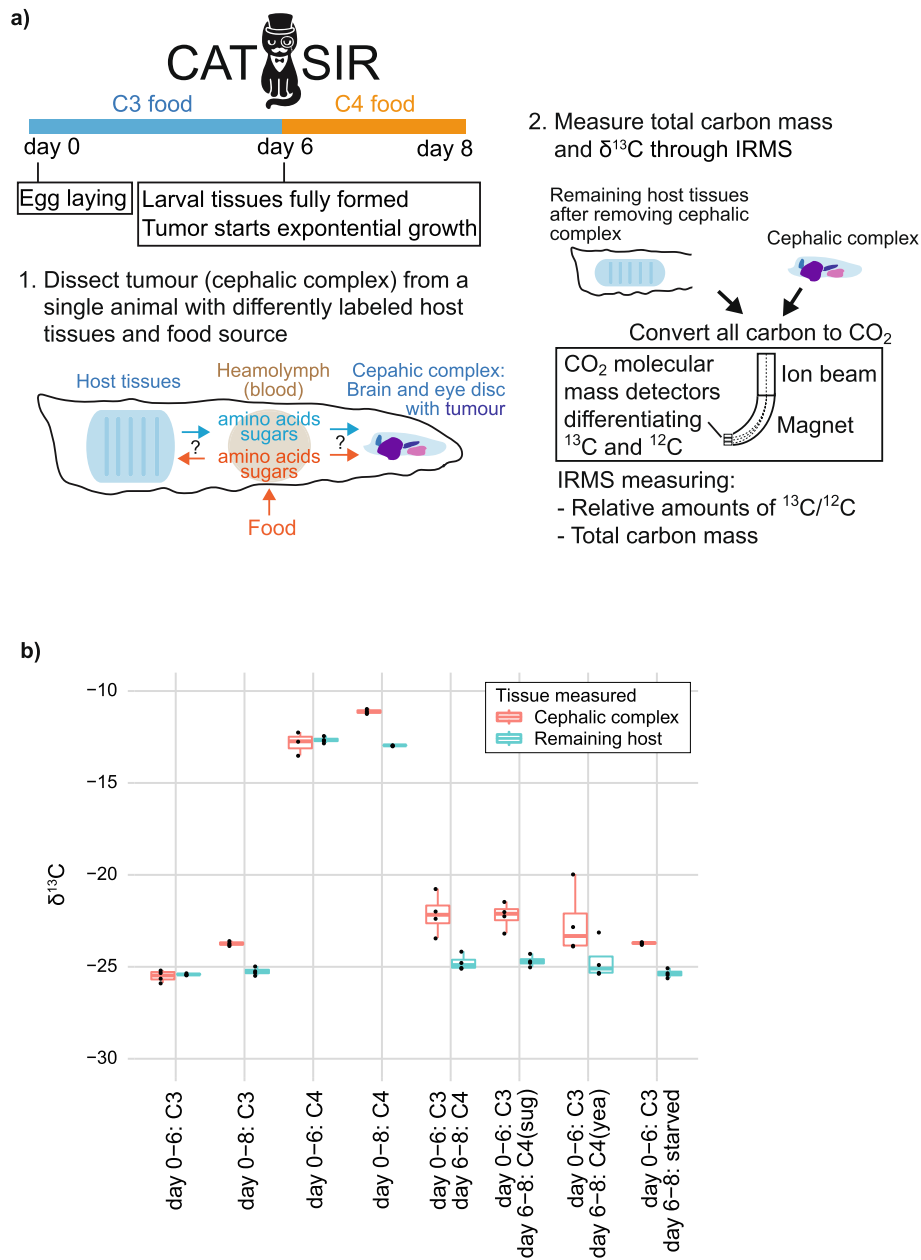 a)
CAT SIR
C3 food
C4 food
day 0
day 6
day 8
Egg laying
Larval tissues fully formed
Tumor starts expontential growth
1. Dissect tumour (cephalic complex) from a
single animal with differently labeled host
tissues and food source
Host tissues
Heamolymph
(blood)
Cepahic complex:
Brain and eye disc
with tumour
amino acids
sugars
?
?
amino acids
sugars
Food
2. Measure total carbon mass
and δ¹³C through IRMS
Remaining host tissues
after removing cephalic
complex
Cephalic complex
Convert all carbon to CO₂
CO₂ molecular
mass detectors
differentiating
¹³C and ¹²C
Ion beam
Magnet
IRMS measuring:
- Relative amounts of ¹³C/¹²C
- Total carbon mass
b)
δ¹³C
−10
−15
−20
−25
−30
Tissue measured
Cephalic complex
Remaining host
day 0−6: C3
day 0−8: C3
day 0−6: C4
day 0−8: C4
day 0−6: C3
day 6−8: C4
day 0−6: C3
day 6−8: C4(sug)
day 0−6: C3
day 6−8: C4(yea)
day 0−6: C3
day 6−8: starved